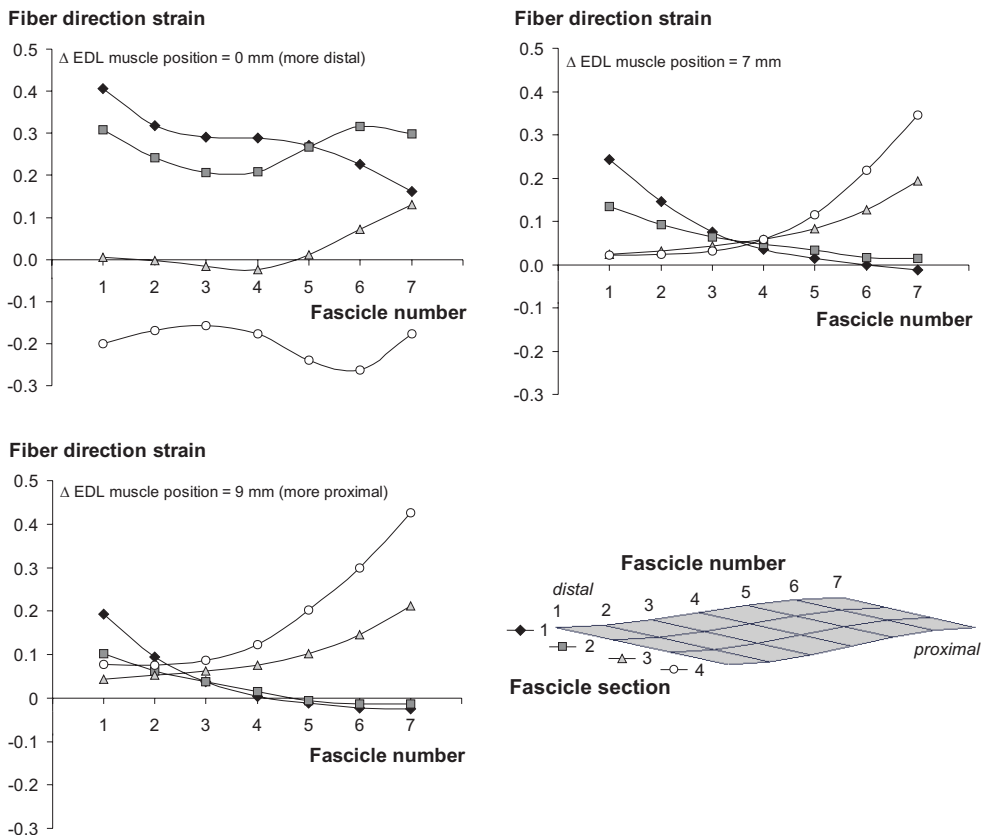 Fiber direction strain
Δ EDL muscle position = 0 mm (more distal)
0.5
0.4
0.3
0.2
0.1
0.0
-0.1
-0.2
-0.3
1 2 3 4 5 6 7
Fascicle number
Fiber direction strain
Δ EDL muscle position = 7 mm
0.5
0.4
0.3
0.2
0.1
0.0
-0.1
-0.2
-0.3
1 2 3 4 5 6 7
Fascicle number
Fiber direction strain
Δ EDL muscle position = 9 mm (more proximal)
0.5
0.4
0.3
0.2
0.1
0
-0.1
-0.2
-0.3
1 2 3 4 5 6 7
Fascicle number
Fascicle number
distal
1 2 3 4 5 6 7
1
2
3
4
proximal
Fascicle section